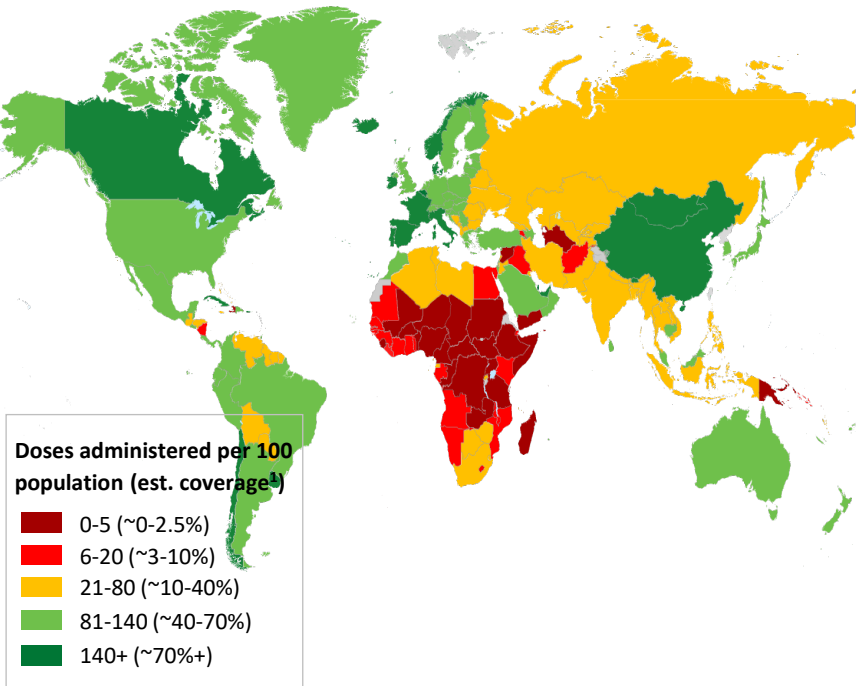 Doses administered per 100
population (est. coverage¹)
0-5 (~0-2.5%)
6-20 (~3-10%)
21-80 (~10-40%)
81-140 (~40-70%)
140+ (~70%+)